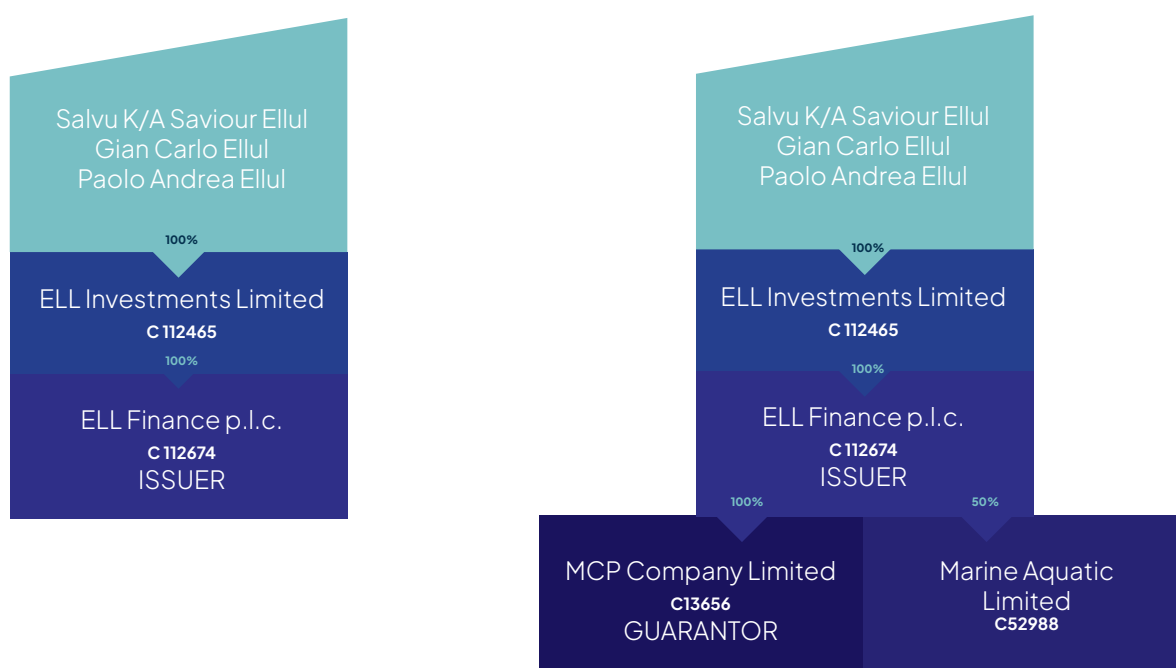 Salvu K/A Saviour Ellul
Gian Carlo Ellul
Paolo Andrea Ellul
100%
ELL Investments Limited
C 112465
100%
ELL Finance p.l.c.
C 112674
ISSUER
Salvu K/A Saviour Ellul
Gian Carlo Ellul
Paolo Andrea Ellul
100%
ELL Investments Limited
C 112465
100%
ELL Finance p.l.c.
C 112674
ISSUER
100%
MCP Company Limited
C13656
GUARANTOR
50%
Marine Aquatic
Limited
C52988